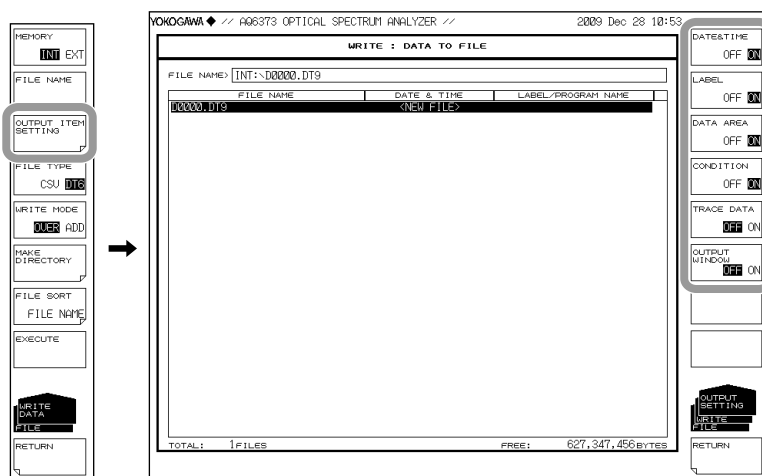 MEMORY
INT EXT
FILE NAME
OUTPUT ITEM
SETTING
FILE TYPE
CSV DT6
WRITE MODE
OVER ADD
MAKE
DIRECTORY
FILE SORT
FILE NAME
EXECUTE
WRITE
DATA
FILE
RETURN
YOKOGAWA ◆ // AQ6373 OPTICAL SPECTRUM ANALYZER // 2009 Dec 28 10:53
WRITE : DATA TO FILE
FILE NAME> INT:\D0000.DT9
FILE NAME DATE & TIME LABEL/PROGRAM NAME
D0000.DT9 <NEW FILE>
TOTAL: 1FILES FREE: 627,347,456BYTES
DATE&TIME
OFF ON
LABEL
OFF ON
DATA AREA
OFF ON
CONDITION
OFF ON
TRACE DATA
OFF ON
OUTPUT
WINDOW
OFF ON
OUTPUT
SETTING
WRITE
FILE
RETURN